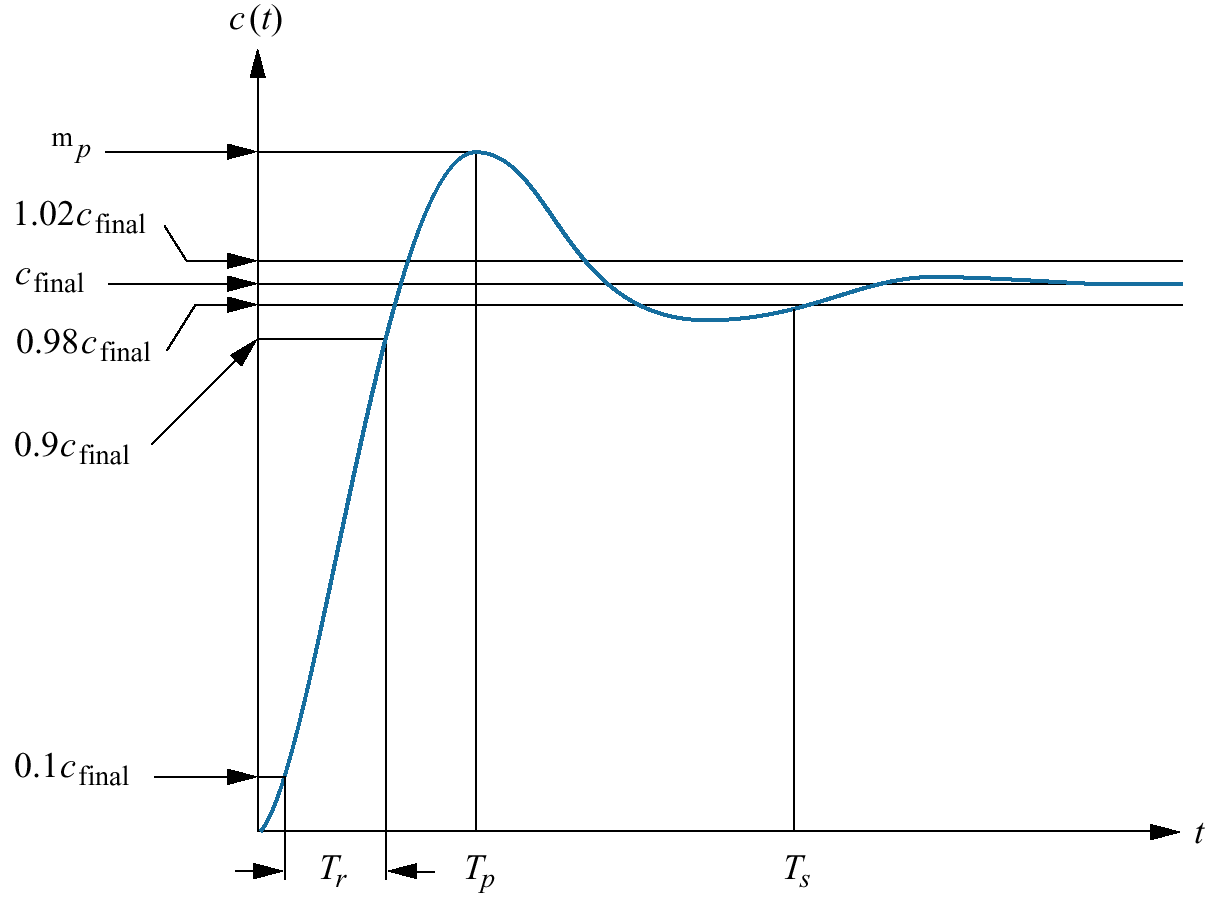 c(t)
m_p
1.02c_final
c_final
0.98c_final
0.9c_final
0.1c_final
t
T_r T_p T_s